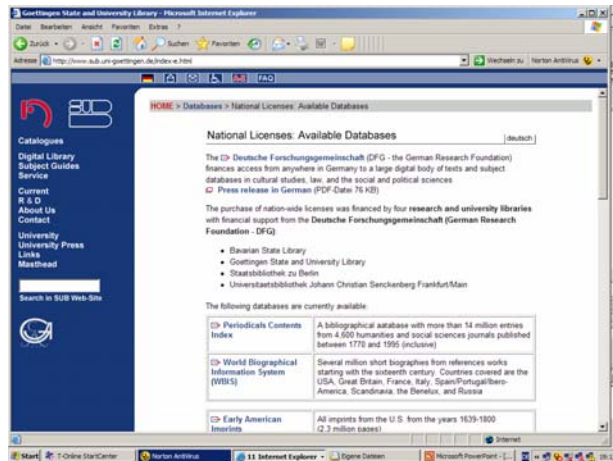 Goettingen State and University Library - Microsoft Internet Explorer
Datei Bearbeiten Ansicht Favoriten Extras ?
Zurück Suchen Favoriten
Adresse http://www.sub.uni-goettingen.de/index-e.html Wechseln zu Norton AntiVirus
FAQ
HOME > Databases > National Licenses: Available Databases
SUB
Catalogues
Digital Library
Subject Guides
Service
Current
R & D
About Us
Contact
University
University Press
Links
Masthead
Search in SUB Web-Site
National Licenses: Available Databases
[deutsch]
The Deutsche Forschungsgemeinschaft (DFG - the German Research Foundation)
finances access from anywhere in Germany to a large digital body of texts and subject
databases in cultural studies, law, and the social and political sciences
Press release in German (PDF-Datei 76 KB)
The purchase of nation-wide licenses was financed by four research and university libraries
with financial support from the Deutsche Forschungsgemeinschaft (German Research
Foundation - DFG)
• Bavarian State Library
• Goettingen State and University Library
• Staatsbibliothek zu Berlin
• Universitaetsbibliothek Johann Christian Senckenberg Frankfurt/Main
The following databases are currently available:
Periodicals Contents
Index
A bibliographical aatabase with more than 14 million entries
from 4,600 humanities and social sciences journals published
between 1770 and 1995 (inclusive)
World Biographical
Information System
(WBIS)
Several million short biographies from references works
starting with the sixteenth century. Countries covered are the
USA, Great Britain, France, Italy, Spain/Portugal/Ibero-
America, Scandinavia, the Benelux, and Russia
Early American
Imprints
All imprints from the U.S. from the years 1639-1800
(2.3 million pages)
Internet
Start T-Online StartCenter Norton AntiVirus 11 Internet Explorer Eigene Dateien Microsoft PowerPoint - [...